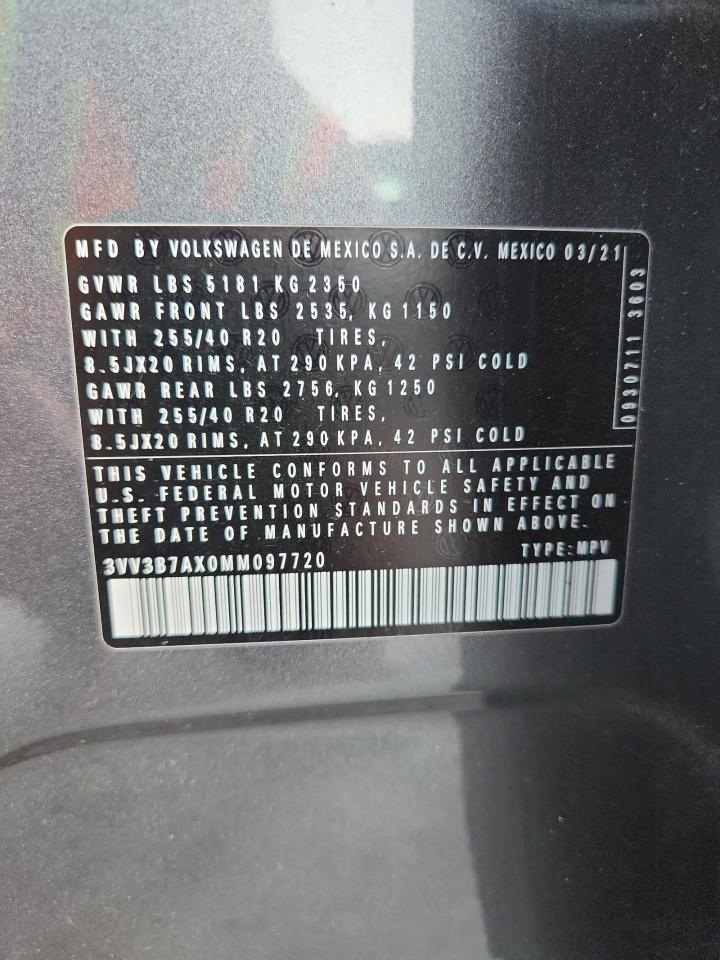 MFD BY VOLKSWAGEN DE MEXICO S.A. DE C.V. MEXICO 03/21
GVWR LBS 5181 KG 2350
GAWR FRONT LBS 2535, KG 1150
WITH 255/40 R20 TIRES,
8.5JX20 RIMS, AT 290 KPA, 42 PSI COLD
GAWR REAR LBS 2756, KG 1250
WITH 255/40 R20 TIRES,
8.5JX20 RIMS, AT 290 KPA, 42 PSI COLD
0930711 3603
THIS VEHICLE CONFORMS TO ALL APPLICABLE
U.S. FEDERAL MOTOR VEHICLE SAFETY AND
THEFT PREVENTION STANDARDS IN EFFECT ON
THE DATE OF MANUFACTURE SHOWN ABOVE.
3VV3B7AX0MM097720 TYPE: MPV